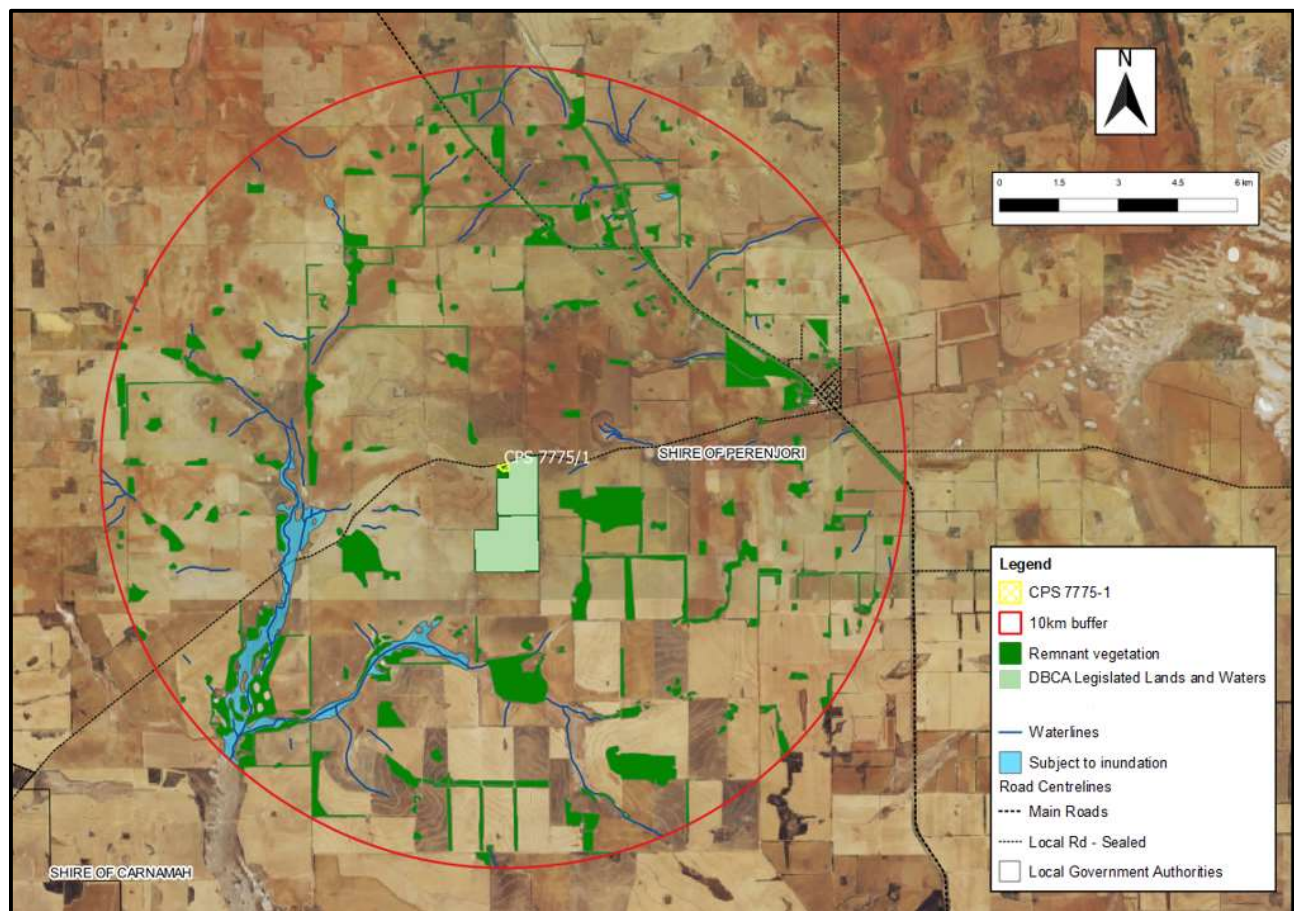 N
0 1.5 3 4.5 6 km
CPS 7775/1
SHIRE OF PERENJORI
SHIRE OF CARNAMAH
Legend
CPS 7775-1
10km buffer
Remnant vegetation
DBCA Legislated Lands and Waters
Waterlines
Subject to inundation
Road Centrelines
Main Roads
Local Rd - Sealed
Local Government Authorities